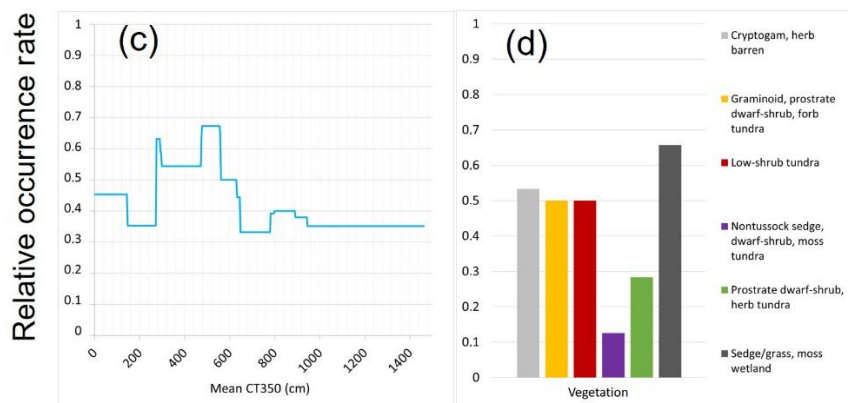 Relative occurrence rate
(c)
1
0.9
0.8
0.7
0.6
0.5
0.4
0.3
0.2
0.1
0
0
200
400
600
800
1000
1200
1400
Mean CT350 (cm)
(d)
1
0.9
0.8
0.7
0.6
0.5
0.4
0.3
0.2
0.1
0
Vegetation
Cryptogam, herb
barren
Graminoid, prostrate
dwarf-shrub, forb
tundra
Low-shrub tundra
Nontussock sedge,
dwarf-shrub, moss
tundra
Prostrate dwarf-shrub,
herb tundra
Sedge/grass, moss
wetland